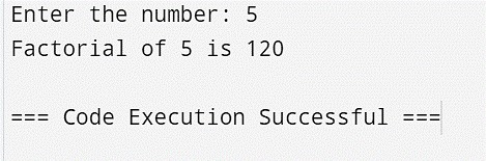 Enter the number: 5
Factorial of 5 is 120
=== Code Execution Successful ===